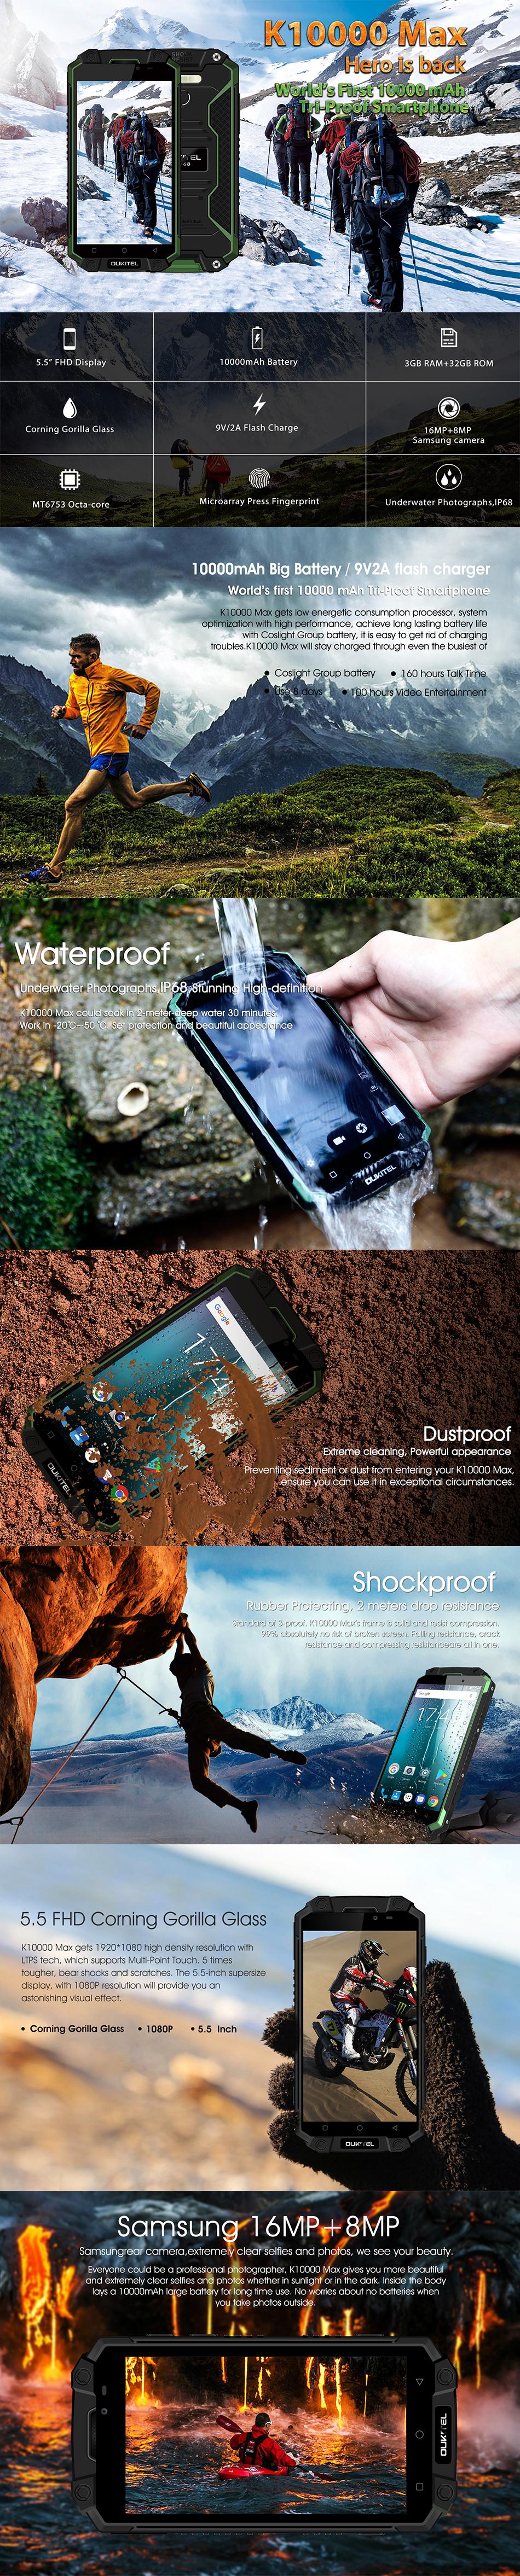 K10000 Max
Hero is back
World's First 10000 mAh
Tri-Proof Smartphone
OUKITEL
5.5" FHD Display
10000mAh Battery
3GB RAM+32GB ROM
Corning Gorilla Glass
9V/2A Flash Charge
16MP+8MP
Samsung camera
MT6753 Octa-core
Microarray Press Fingerprint
Underwater Photographs,IP68
10000mAh Big Battery / 9V2A flash charger
World's first 10000 mAh Tri-Proof Smartphone
K10000 Max gets low energetic consumption processor, system
optimization with high performance, achieve long lasting battery life
with Coslight Group battery, it is easy to get rid of charging
troubles.K10000 Max will stay charged through even the busiest of
• Coslight Group battery • 160 hours Talk Time
• Use 8 days • 100 hours Video Entertainment
Waterproof
Underwater Photographs,IP68,Stunning High-definition
K10000 Max could soak in 2-meter-deep water 30 minutes.
Work in -20°C~50 °C. Set protection and beautiful appearance
OUKITEL
Google
OUKITEL
Dustproof
Extreme cleaning, Powerful appearance
Preventing sediment or dust from entering your K10000 Max,
ensure you can use it in exceptional circumstances.
Shockproof
Rubber Protecting, 2 meters drop resistance
Standard of 3-proof. K10000 Max's frame is solid and resist compression.
99% absolutely no risk of broken screen. Falling resistance, crack
resistance and compressing resistanceare all in one.
5.5 FHD Corning Gorilla Glass
K10000 Max gets 1920*1080 high density resolution with
LTPS tech, which supports Multi-Point Touch. 5 times
tougher, bear shocks and scratches. The 5.5-inch supersize
display, with 1080P resolution will provide you an
astonishing visual effect.
• Corning Gorilla Glass • 1080P • 5.5 Inch
OUKITEL
Samsung 16MP+8MP
Samsungrear camera,extremely clear selfies and photos, we see your beauty.
Everyone could be a professional photographer, K10000 Max gives you more beautiful
and extremely clear selfies and photos whether in sunlight or in the dark. Inside the body
lays a 10000mAh large battery for long time use. No worries about no batteries when
you take photos outside.
OUKITEL